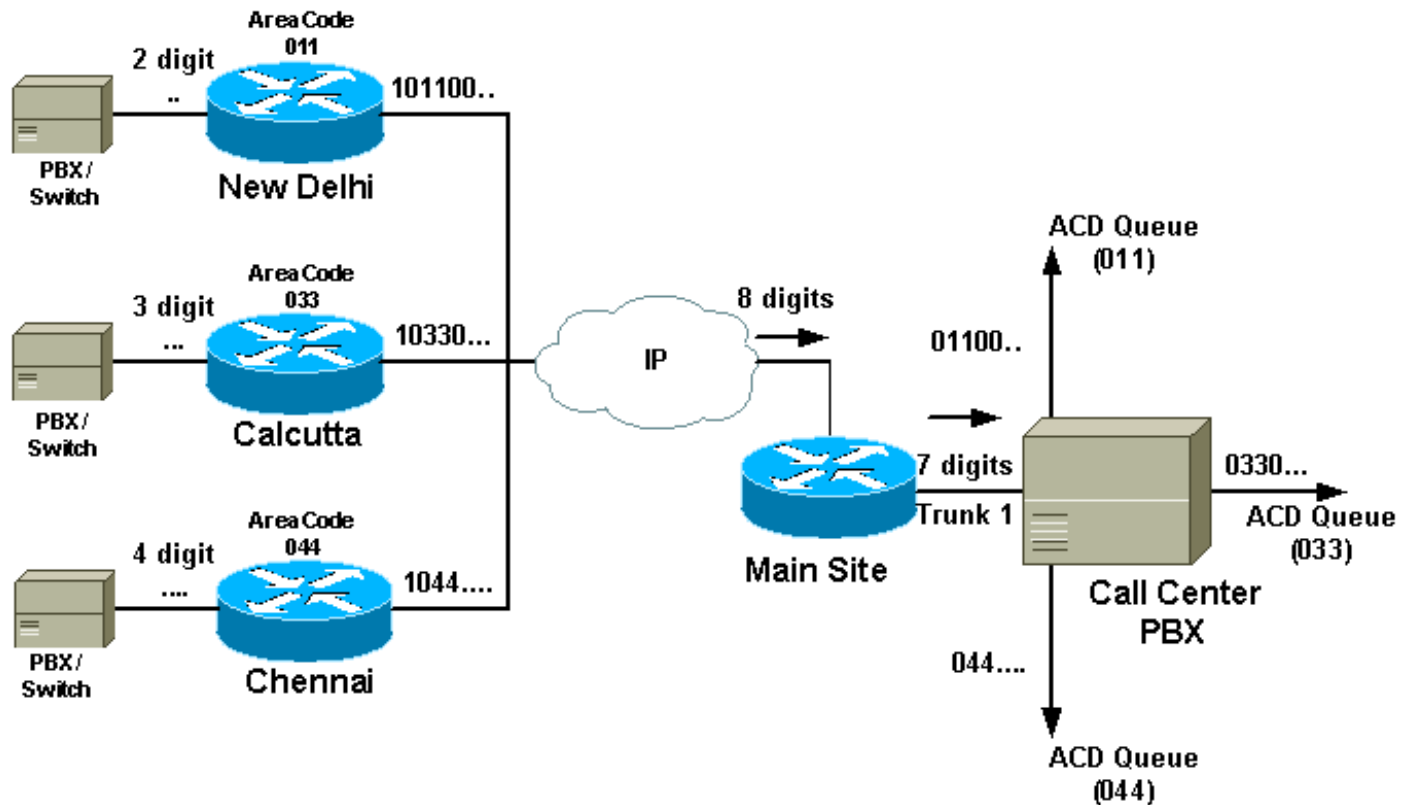 Area Code
011
2 digit
..
101100..
PBX /
Switch
New Delhi
Area Code
033
3 digit
...
10330...
PBX /
Switch
Calcutta
Area Code
044
4 digit
....
1044....
PBX /
Switch
Chennai
IP
8 digits
Main Site
7 digits
Trunk 1
ACD Queue
(011)
01100..
0330...
ACD Queue
(033)
Call Center
PBX
044....
ACD Queue
(044)